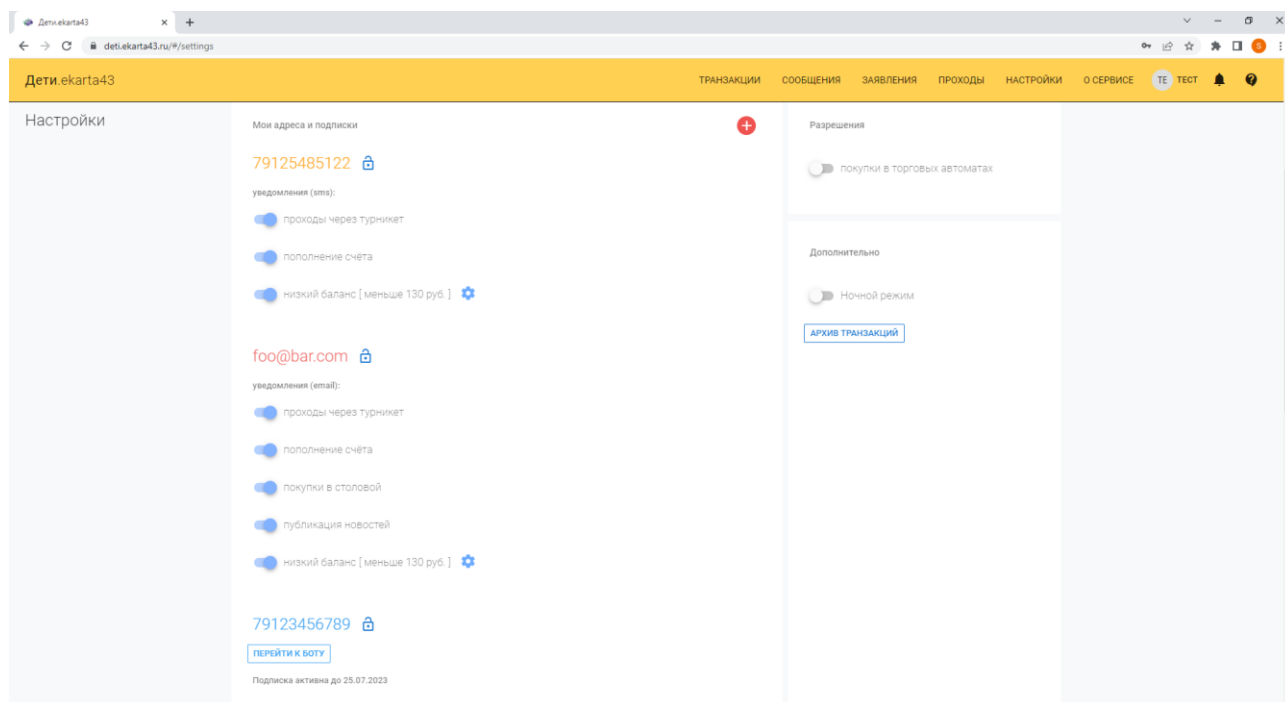 Дети.ekarta43
deti.ekarta43.ru/#/settings
S
Дети.ekarta43
ТРАНЗАКЦИИ СООБЩЕНИЯ ЗАЯВЛЕНИЯ ПРОХОДЫ НАСТРОЙКИ О СЕРВИСЕ TE ТЕСТ
Настройки
Мои адреса и подписки
79125485122
уведомления (sms):
проходы через турникет
пополнение счёта
низкий баланс [ меньше 130 руб. ]
foo@bar.com
уведомления (email):
проходы через турникет
пополнение счёта
покупки в столовой
публикация новостей
низкий баланс [ меньше 130 руб. ]
79123456789
ПЕРЕЙТИ К БОТУ
Подписка активна до 25.07.2023
Разрешения
покупки в торговых автоматах
Дополнительно
Ночной режим
АРХИВ ТРАНЗАКЦИЙ